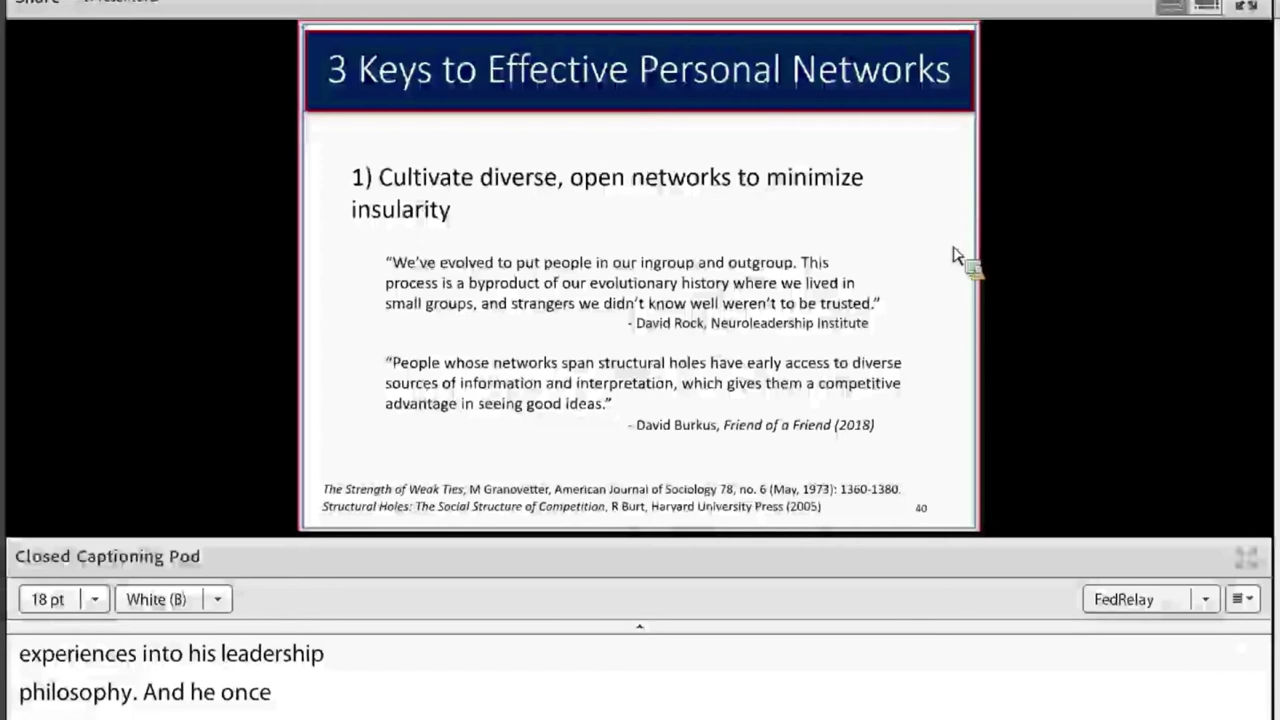 3 Keys to Effective Personal Networks
1) Cultivate diverse, open networks to minimize
insularity
“We’ve evolved to put people in our ingroup and outgroup. This
process is a byproduct of our evolutionary history where we lived in
small groups, and strangers we didn’t know well weren’t to be trusted.”
- David Rock, Neuroleadership Institute
“People whose networks span structural holes have early access to diverse
sources of information and interpretation, which gives them a competitive
advantage in seeing good ideas.”
- David Burkus, Friend of a Friend (2018)
The Strength of Weak Ties, M Granovetter, American Journal of Sociology 78, no. 6 (May, 1973): 1360-1380.
Structural Holes: The Social Structure of Competition, R Burt, Harvard University Press (2005)
40
Closed Captioning Pod
18 pt
White (B)
FedRelay
experiences into his leadership
philosophy. And he once